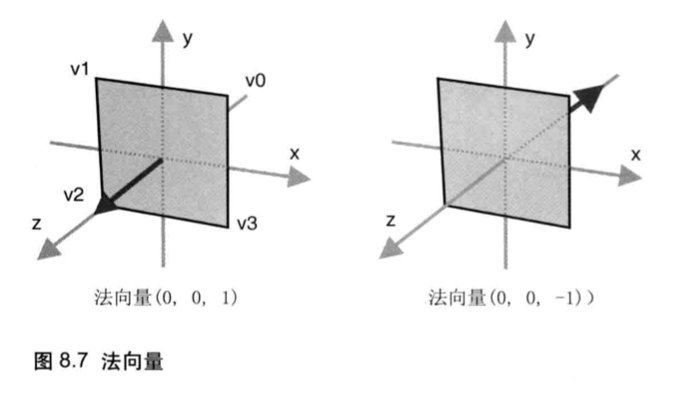 y
v1
v0
x
v2
z
v3
法向量(0, 0, 1)
y
x
z
法向量(0, 0, -1))
图 8.7 法向量